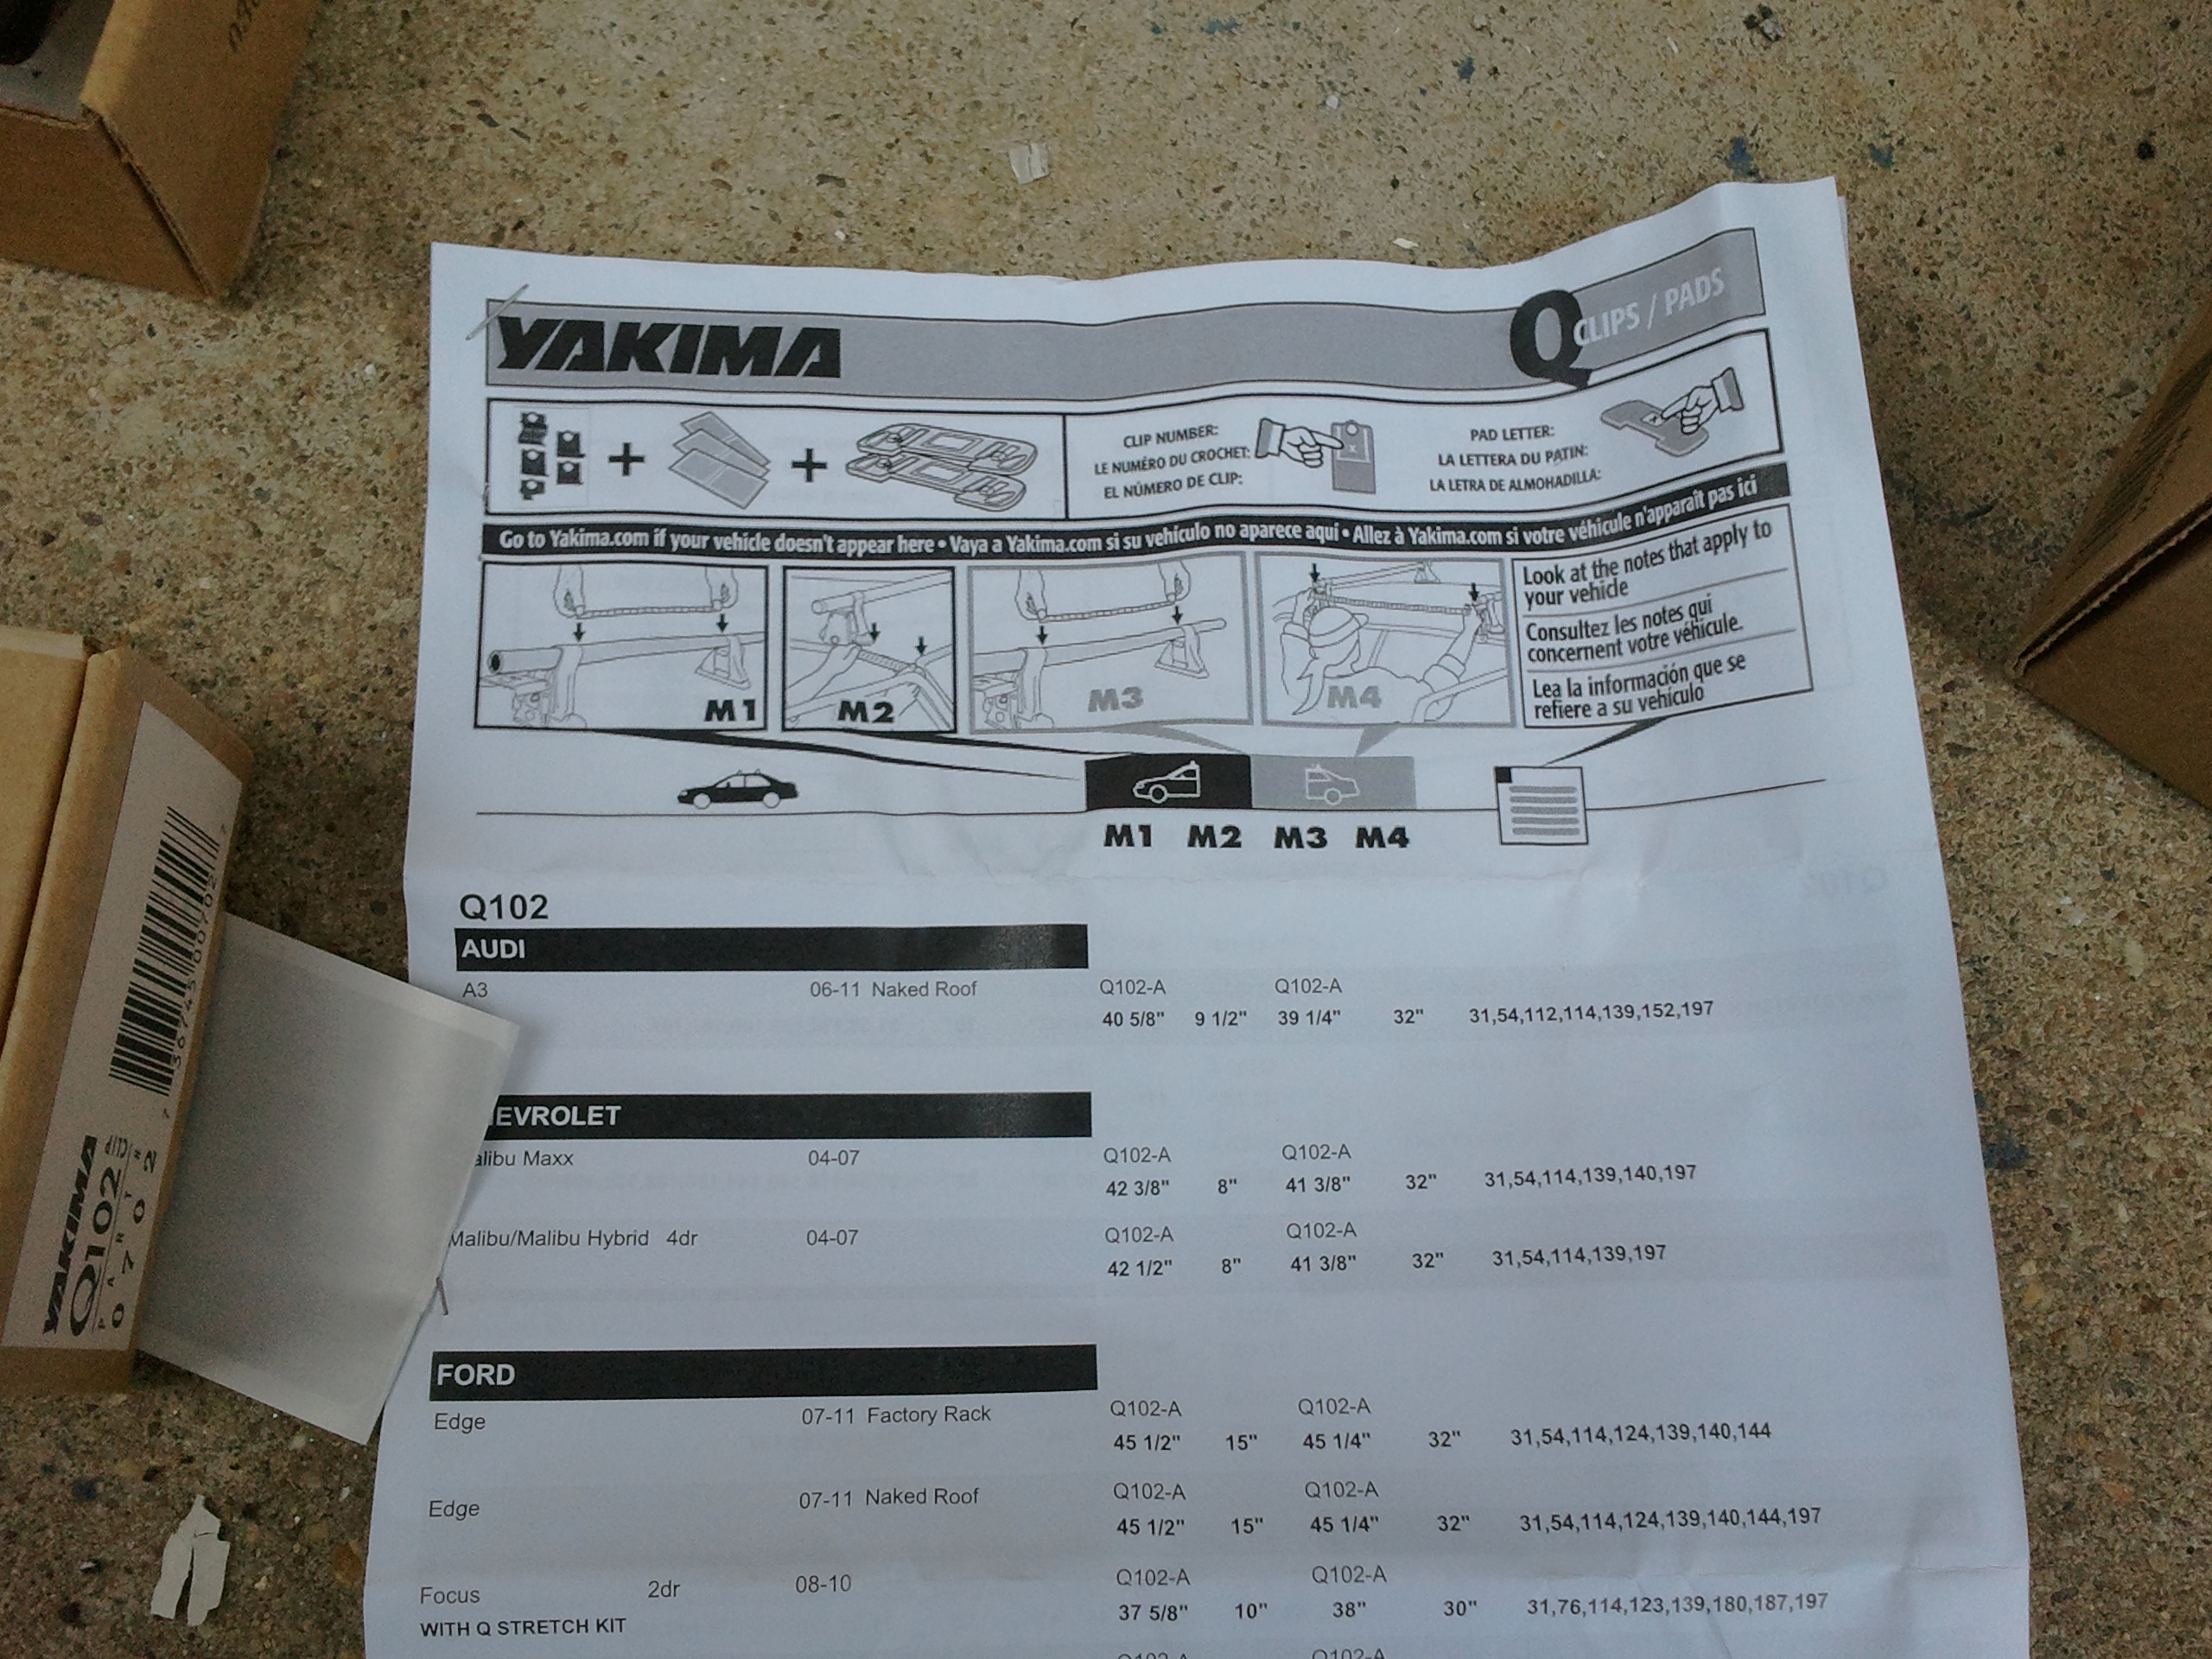 YAKIMA
Q CLIPS / PADS
CLIP NUMBER:
LE NUMÉRO DU CROCHET:
EL NÚMERO DE CLIP:
PAD LETTER:
LA LETTERA DU PATIN:
LA LETRA DE ALMOHADILLA:
Go to Yakima.com if your vehicle doesn't appear here • Vaya a Yakima.com si su vehículo no aparece aquí • Allez à Yakima.com si votre véhicule n'apparaît pas ici
M1
M2
M3
M4
Look at the notes that apply to
your vehicle
Consultez les notes qui
concernent votre véhicule.
Lea la información que se
refiere a su vehículo
M1 M2 M3 M4
Q102
AUDI
A3 06-11 Naked Roof Q102-A Q102-A
40 5/8" 9 1/2" 39 1/4" 32" 31,54,112,114,139,152,197
EVROLET
alibu Maxx 04-07 Q102-A Q102-A
42 3/8" 8" 41 3/8" 32" 31,54,114,139,140,197
Malibu/Malibu Hybrid 4dr 04-07 Q102-A Q102-A
42 1/2" 8" 41 3/8" 32" 31,54,114,139,197
FORD
Edge 07-11 Factory Rack Q102-A Q102-A
45 1/2" 15" 45 1/4" 32" 31,54,114,124,139,140,144
Edge 07-11 Naked Roof Q102-A Q102-A
45 1/2" 15" 45 1/4" 32" 31,54,114,124,139,140,144,197
Focus 2dr 08-10 Q102-A Q102-A
37 5/8" 10" 38" 30" 31,76,114,123,139,180,187,197
WITH Q STRETCH KIT
Q102-A Q102-A
YAKIMA
Q102 CLIP
PART #
0702